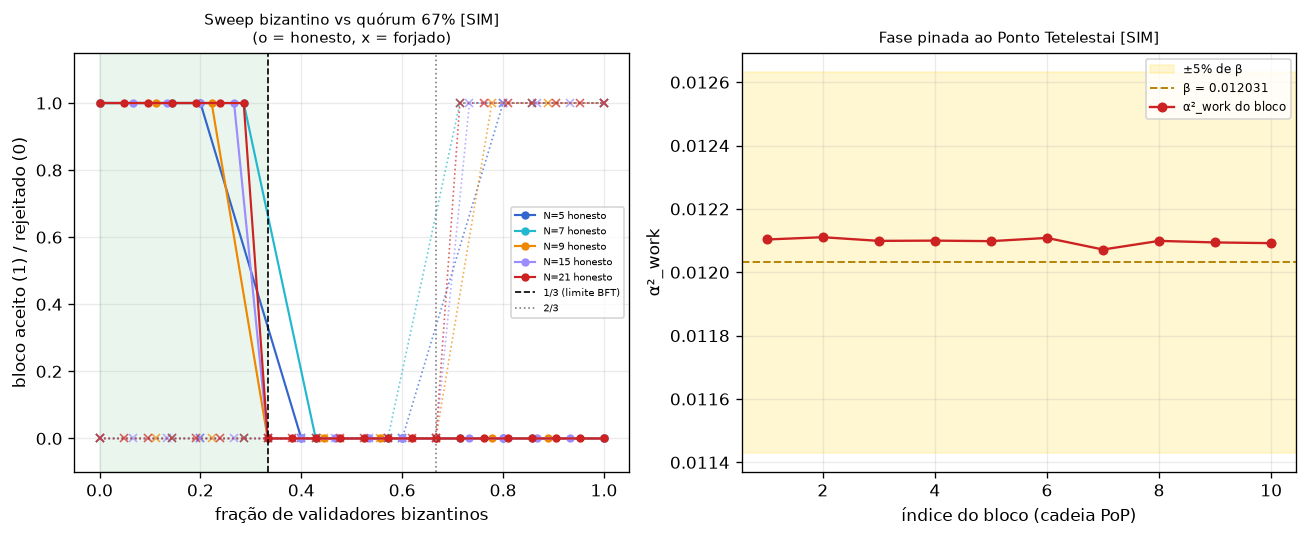 Sweep bizantino vs quórum 67% [SIM]
(o = honesto, x = forjado)
bloco aceito (1) / rejeitado (0)
1.0
0.8
0.6
0.4
0.2
0.0
N=5 honesto
N=7 honesto
N=9 honesto
N=15 honesto
N=21 honesto
1/3 (limite BFT)
2/3
0.0 0.2 0.4 0.6 0.8 1.0
fração de validadores bizantinos
Fase pinada ao Ponto Tetelestai [SIM]
α²_work
0.0126
0.0124
0.0122
0.0120
0.0118
0.0116
0.0114
±5% de β
β = 0.012031
α²_work do bloco
2 4 6 8 10
índice do bloco (cadeia PoP)